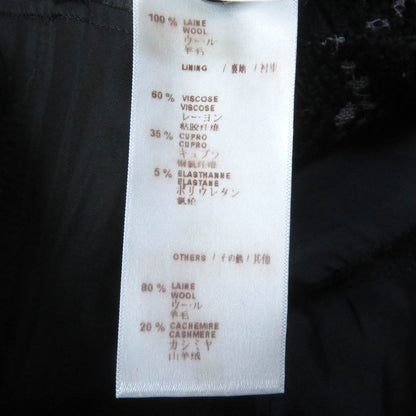 100 % LAINE
WOOL
ウール
羊毛
LINING / 裏地 / 衬里
60 % VISCOSE
VISCOSE
レーヨン
粘胶纤维
35 % CUPRO
CUPRO
キュプラ
铜氨纤维
5 % ELASTHANNE
ELASTANE
ポリウレタン
氨纶
OTHERS / その他 / 其他
80 % LAINE
WOOL
ウール
羊毛
20 % CACHEMIRE
CASHMERE
カシミヤ
山羊绒